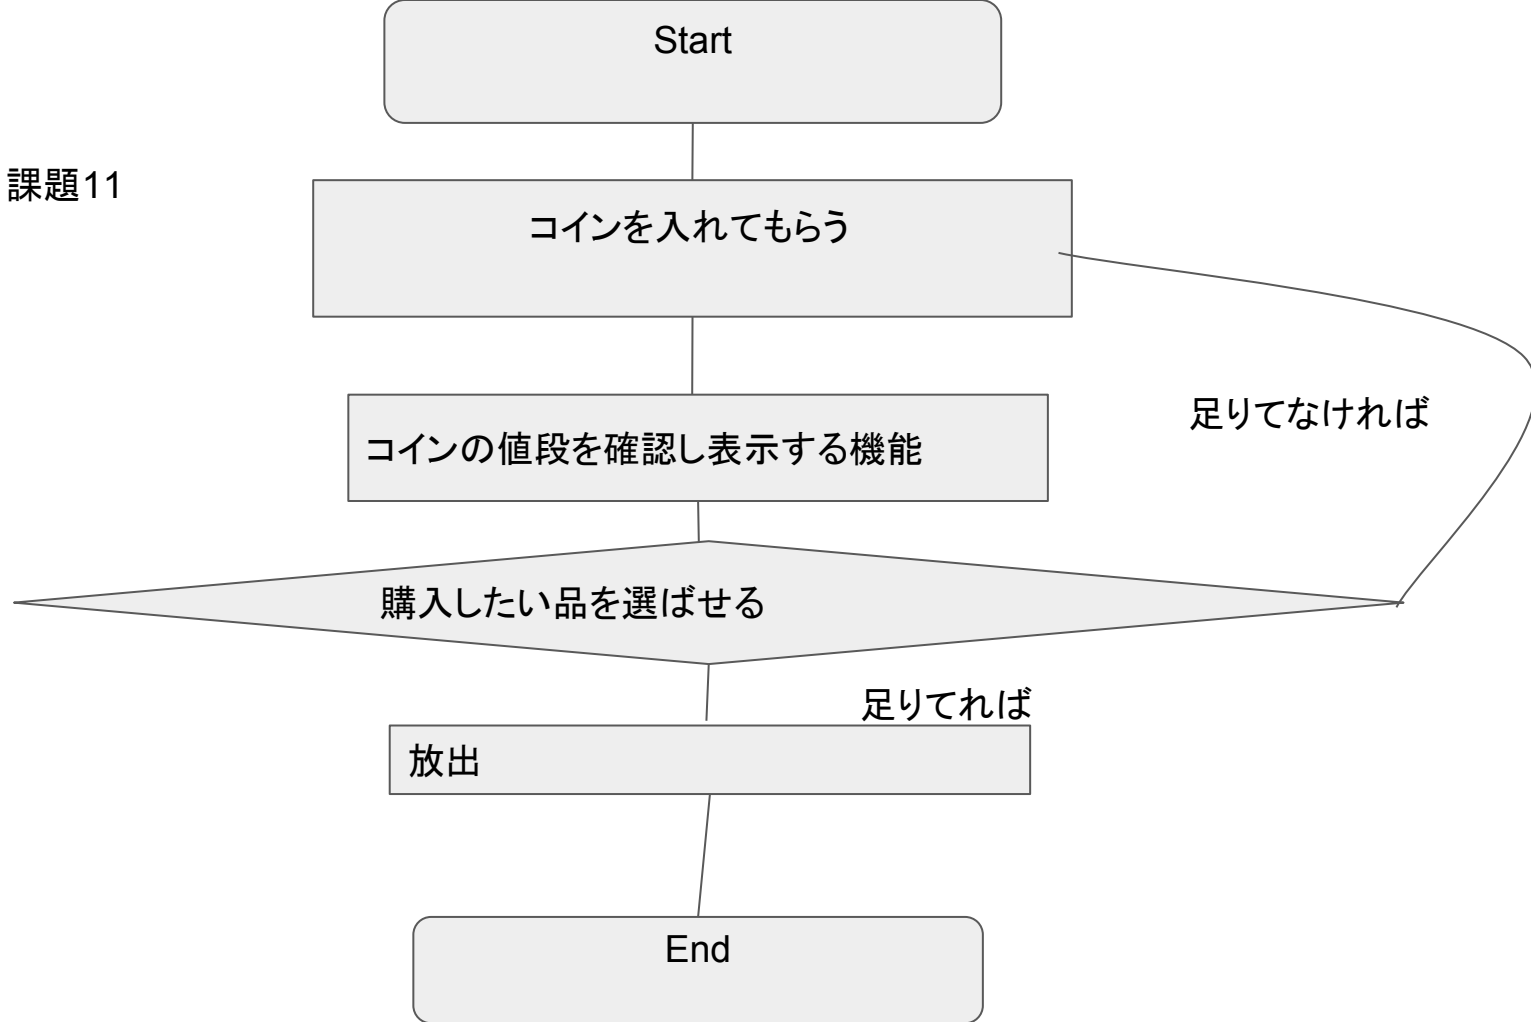 Start
課題11
コインを入れてもらう
足りてなければ
コインの値段を確認し表示する機能
購入したい品を選ばせる
足りてれば
放出
End